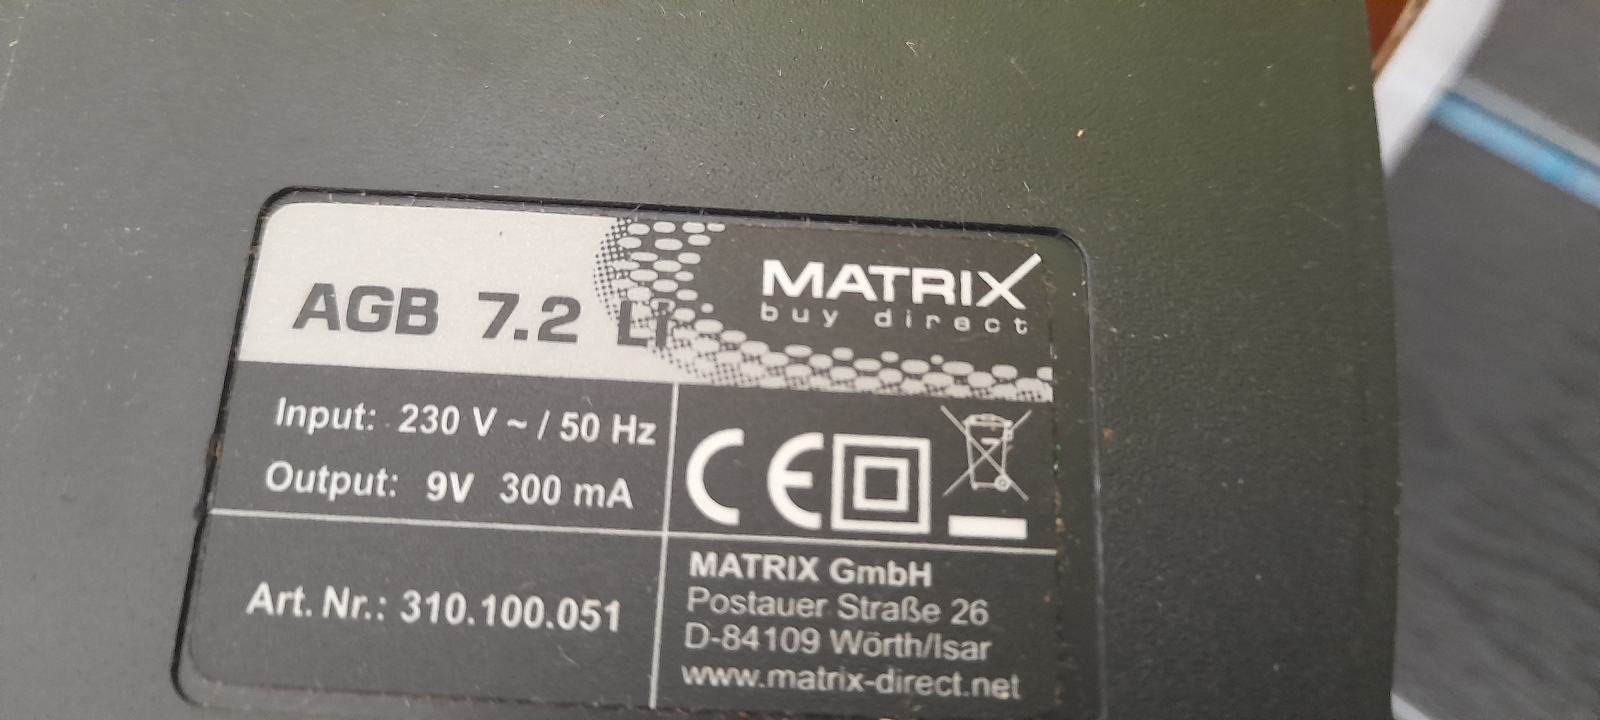 AGB 7.2 Li
MATRIX
buy direct
Input: 230 V ~ / 50 Hz
Output: 9V 300 mA
CE
Art. Nr.: 310.100.051
MATRIX GmbH
Postauer Straße 26
D-84109 Wörth/Isar
www.matrix-direct.net